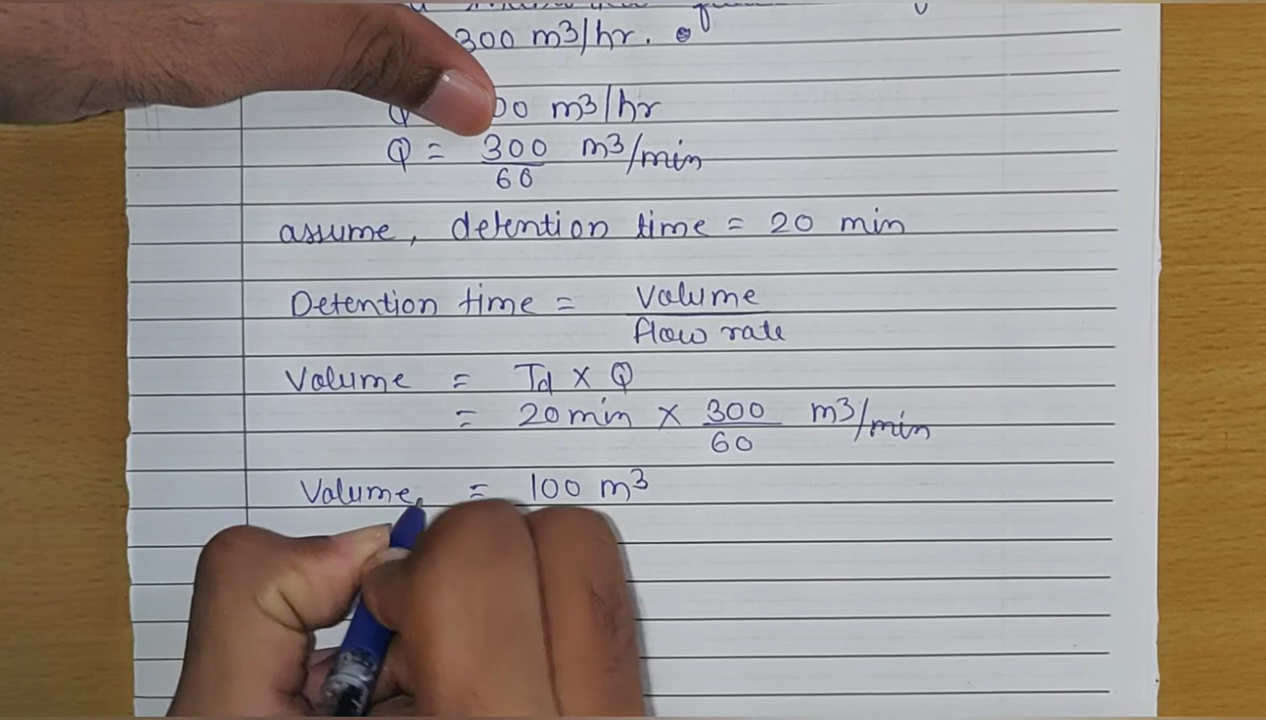 300 m3/hr. of
Q 00 m3/hr
Q = 300/60 m3/min
assume, detention time = 20 min
Detention time = Volume/flow rate
Volume = Td X Q
= 20 min X 300/60 m3/min
Volume = 100 m3